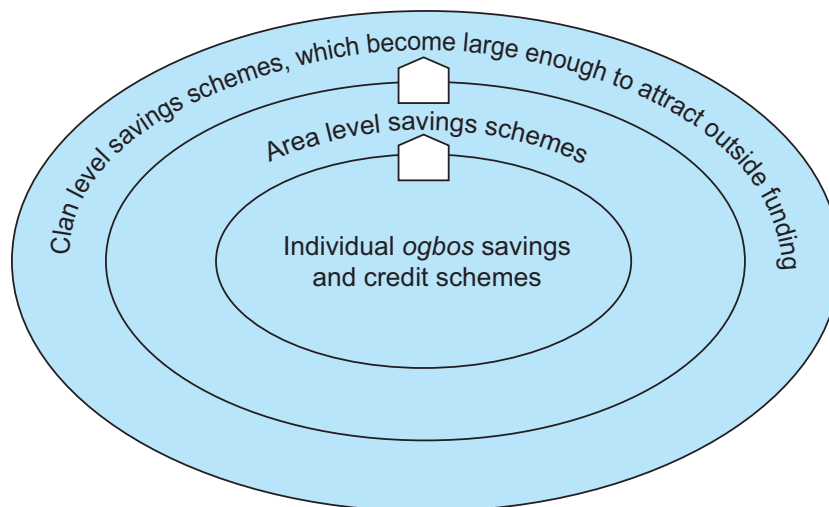 Clan level savings schemes, which become large enough to attract outside funding
Area level savings schemes
Individual ogbos savings
and credit schemes